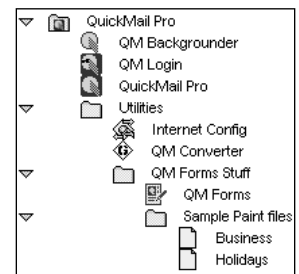 QuickMail Pro
QM Backgrounder
QM Login
QuickMail Pro
Utilities
Internet Config
QM Converter
QM Forms Stuff
QM Forms
Sample Paint files
Business
Holidays